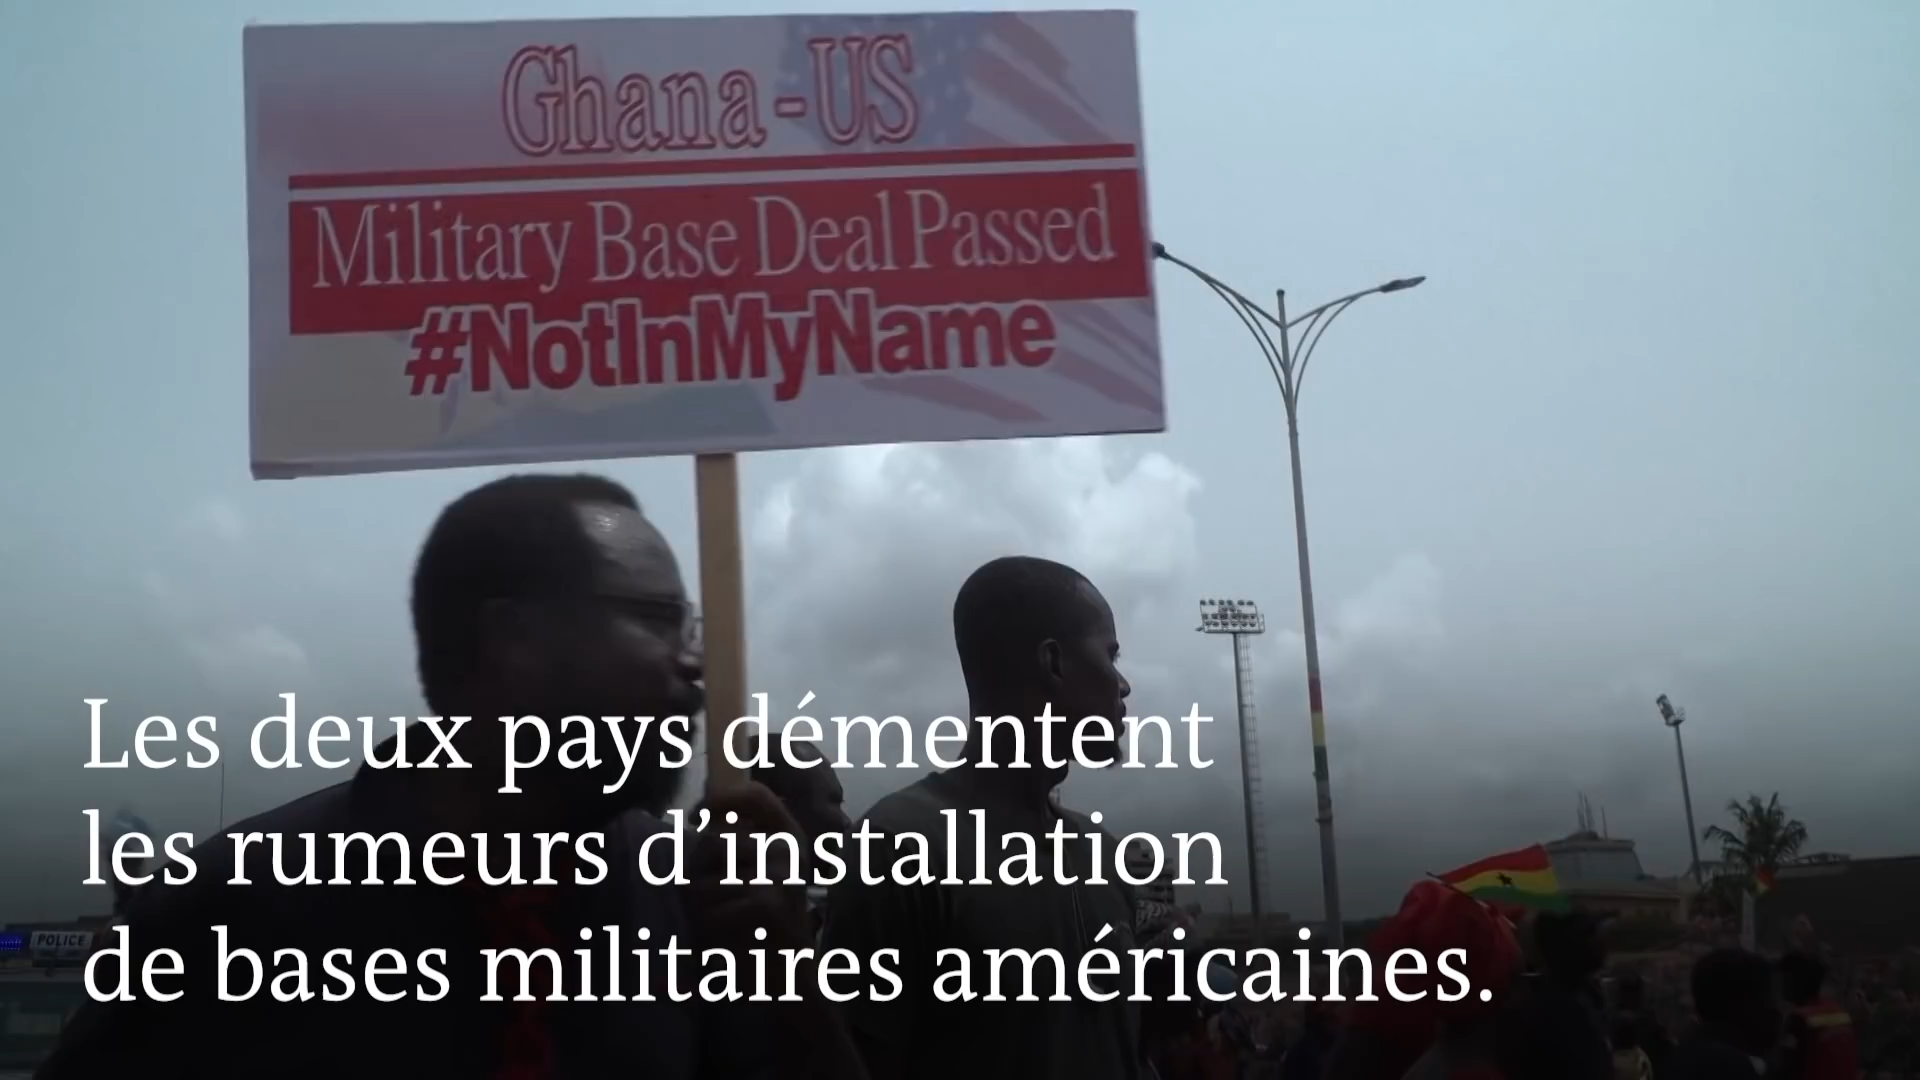 Ghana-US
Military Base Deal Passed
#NotInMyName
Les deux pays démentent
les rumeurs d’installation
de bases militaires américaines.
POLICE